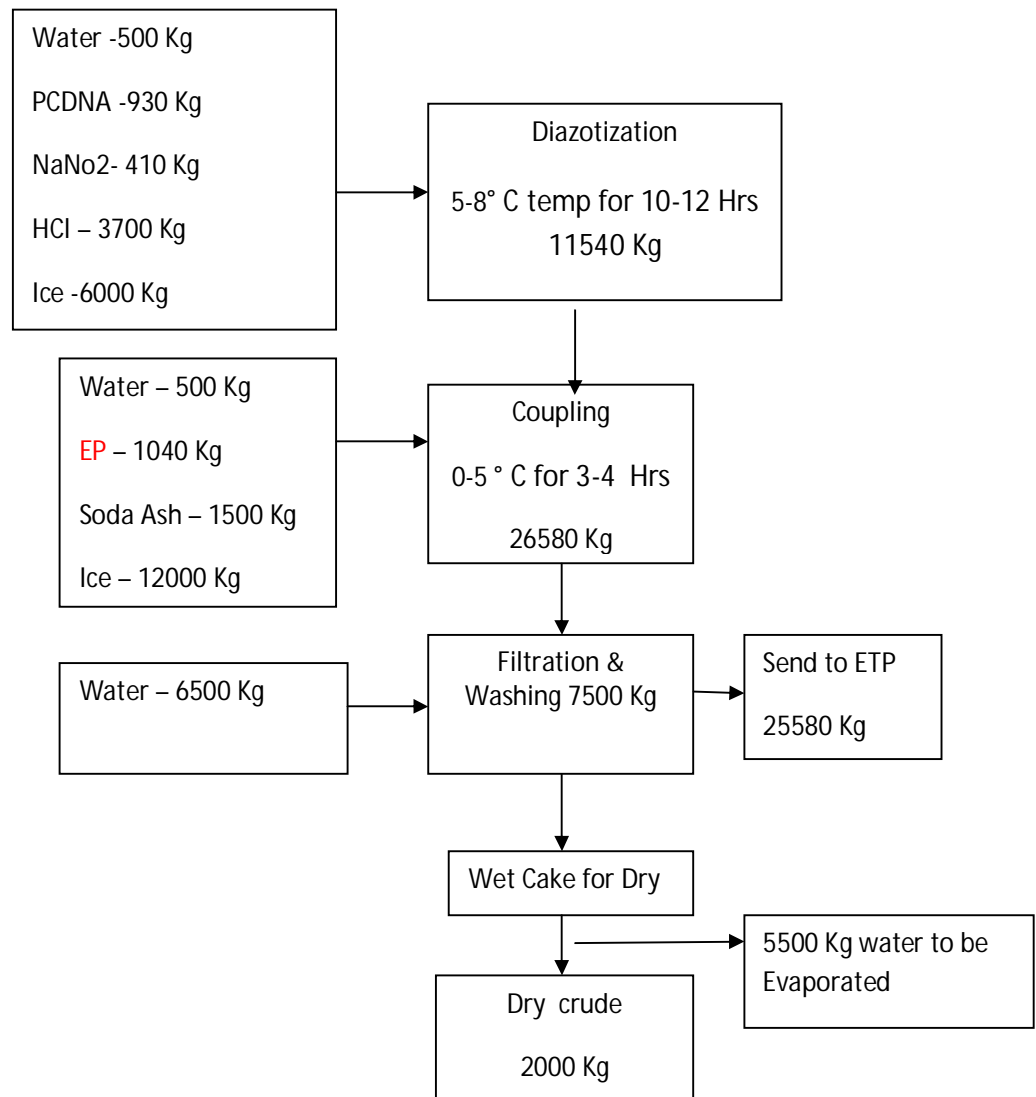 Water -500 Kg
PCDNA -930 Kg
NaNo2- 410 Kg
HCl – 3700 Kg
Ice -6000 Kg
Diazotization
5-8° C temp for 10-12 Hrs
11540 Kg
Water – 500 Kg
EP – 1040 Kg
Soda Ash – 1500 Kg
Ice – 12000 Kg
Coupling
0-5 ° C for 3-4 Hrs
26580 Kg
Water – 6500 Kg
Filtration &
Washing 7500 Kg
Send to ETP
25580 Kg
Wet Cake for Dry
5500 Kg water to be
Evaporated
Dry crude
2000 Kg